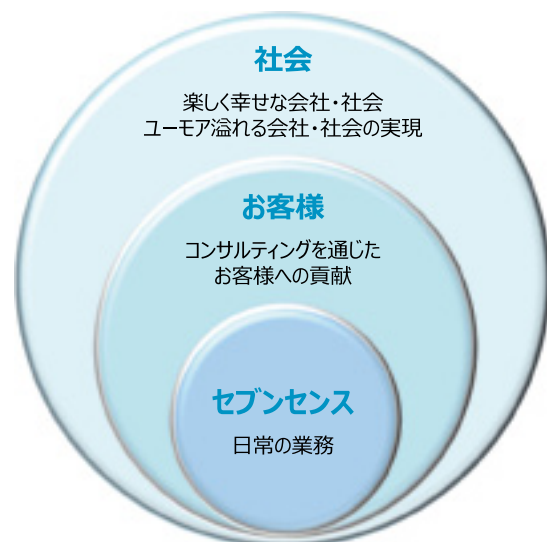 社会
楽しく幸せな会社・社会
ユーモア溢れる会社・社会の実現
お客様
コンサルティングを通じた
お客様への貢献
セブンセンス
日常の業務